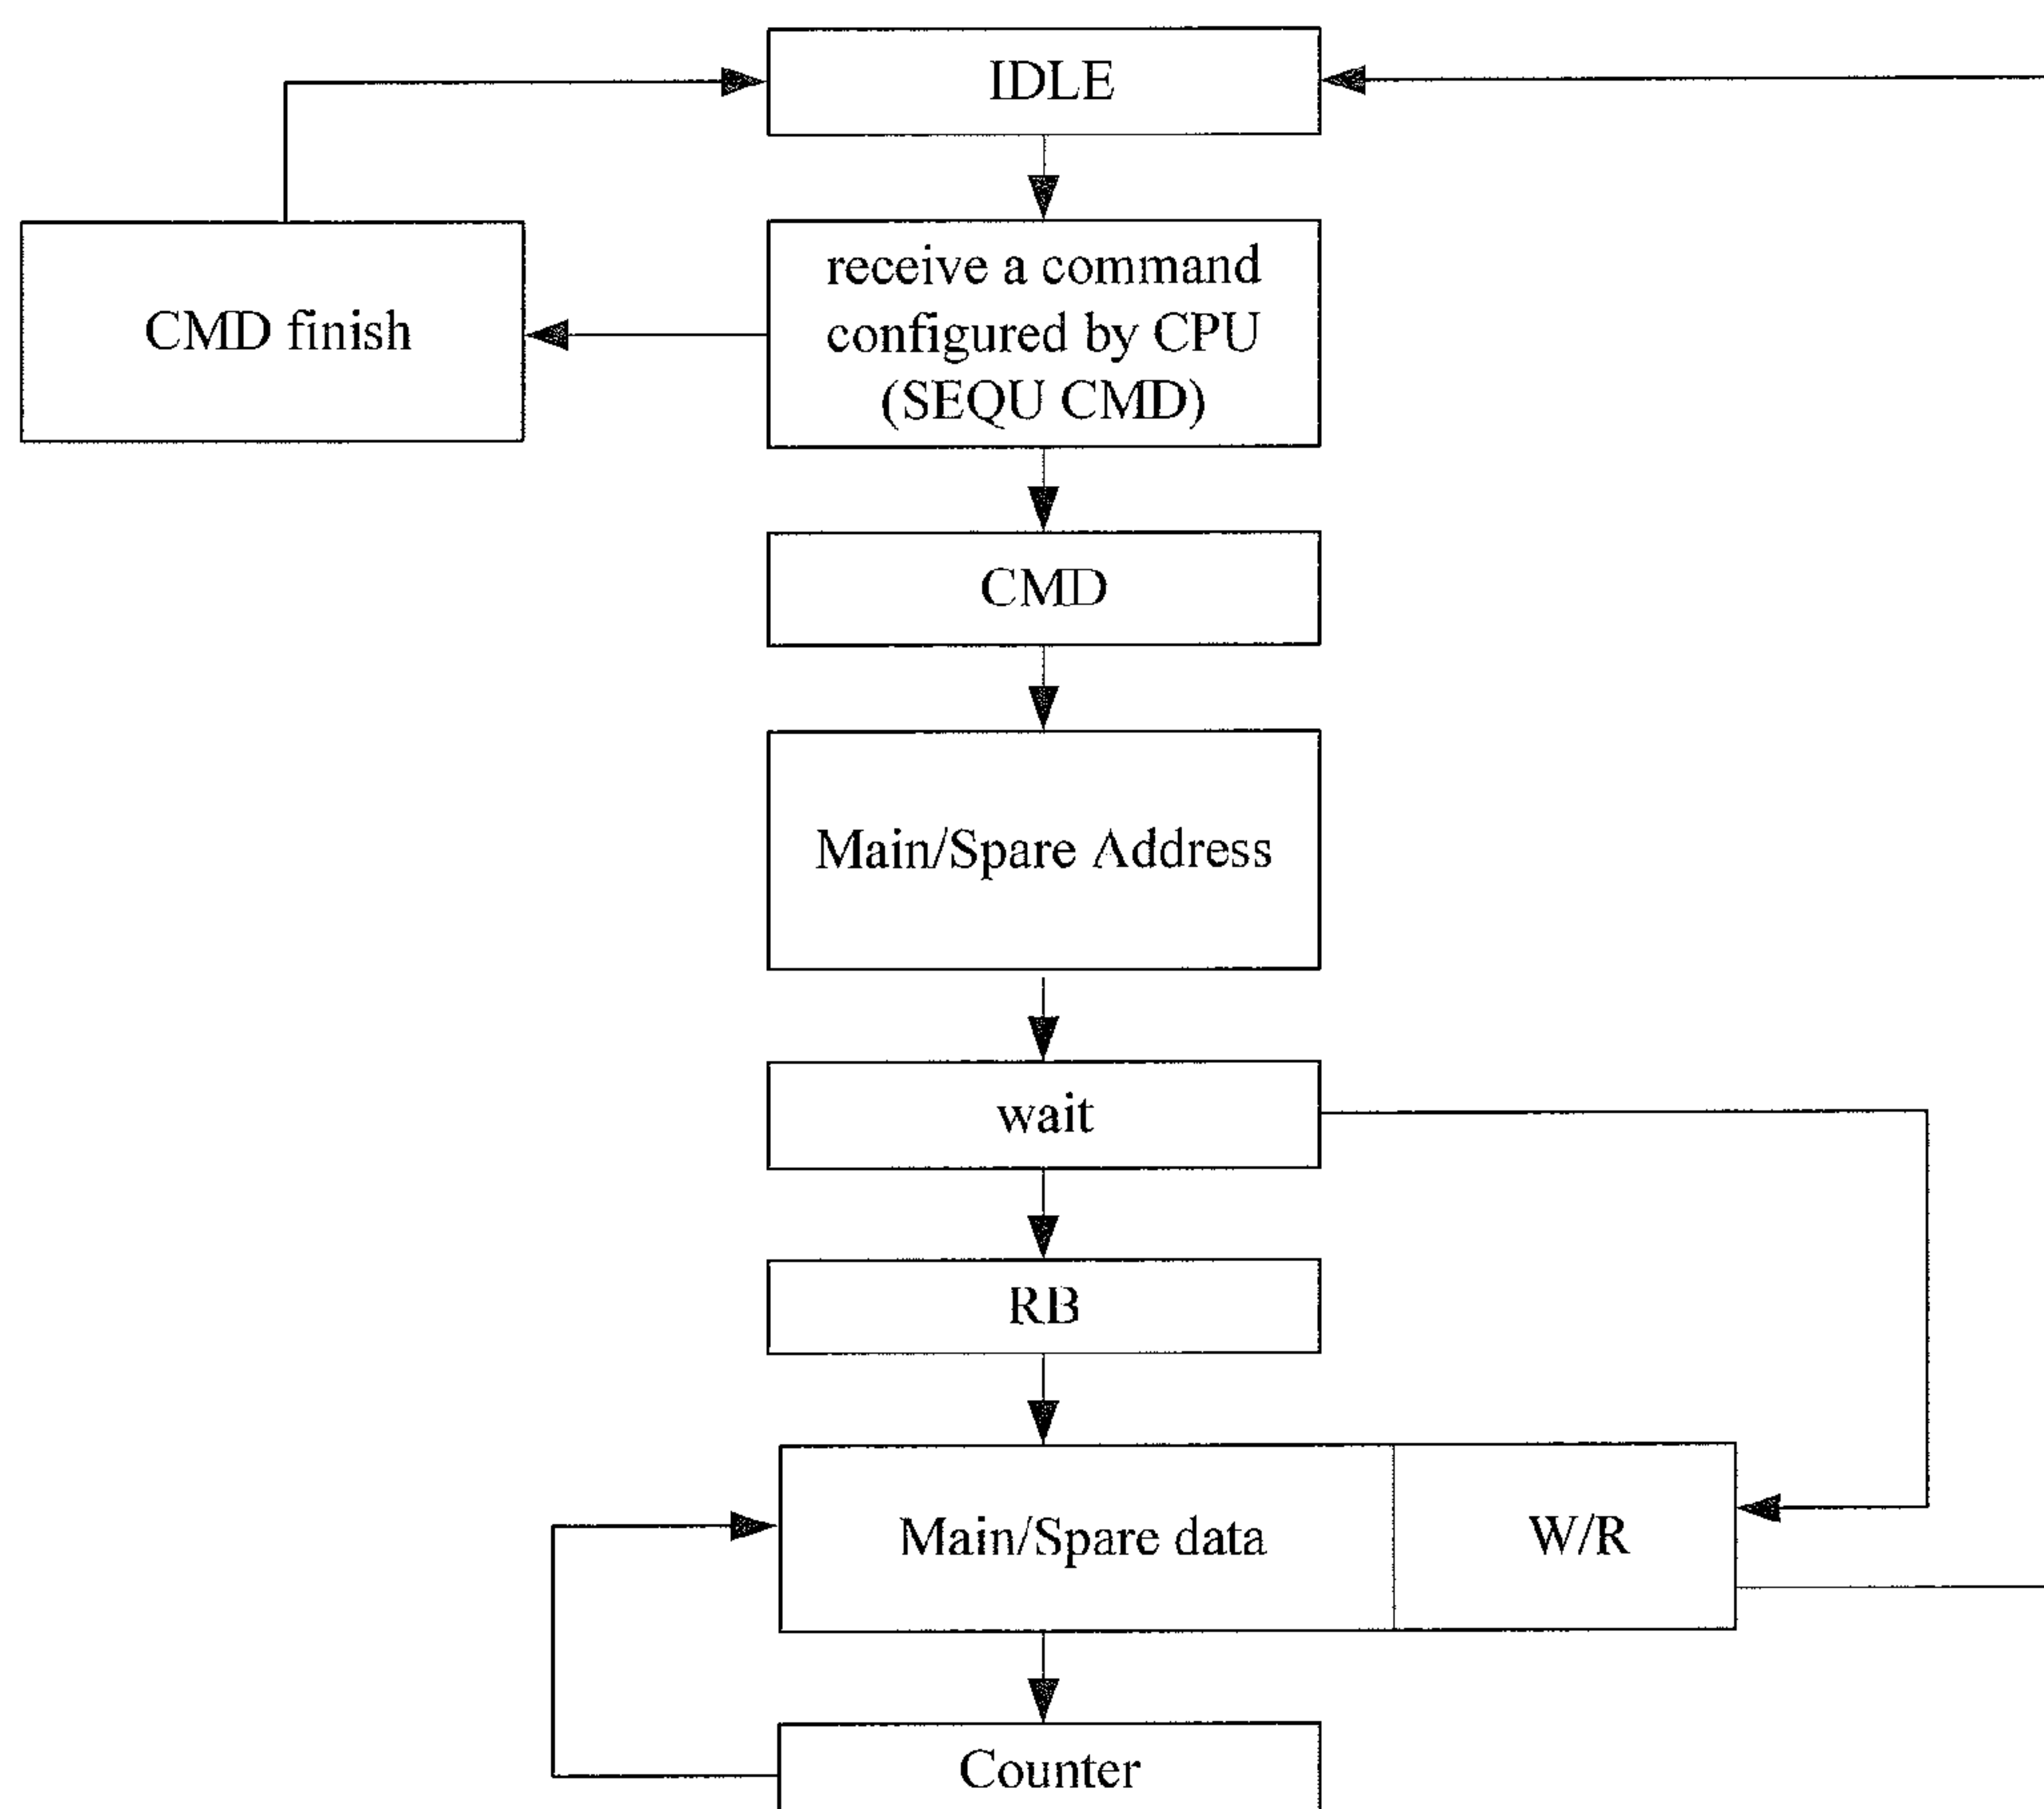 IDLE
receive a command
configured by CPU
(SEQU CMD)
CMD finish
CMD
Main/Spare Address
wait
RB
Main/Spare data
W/R
Counter